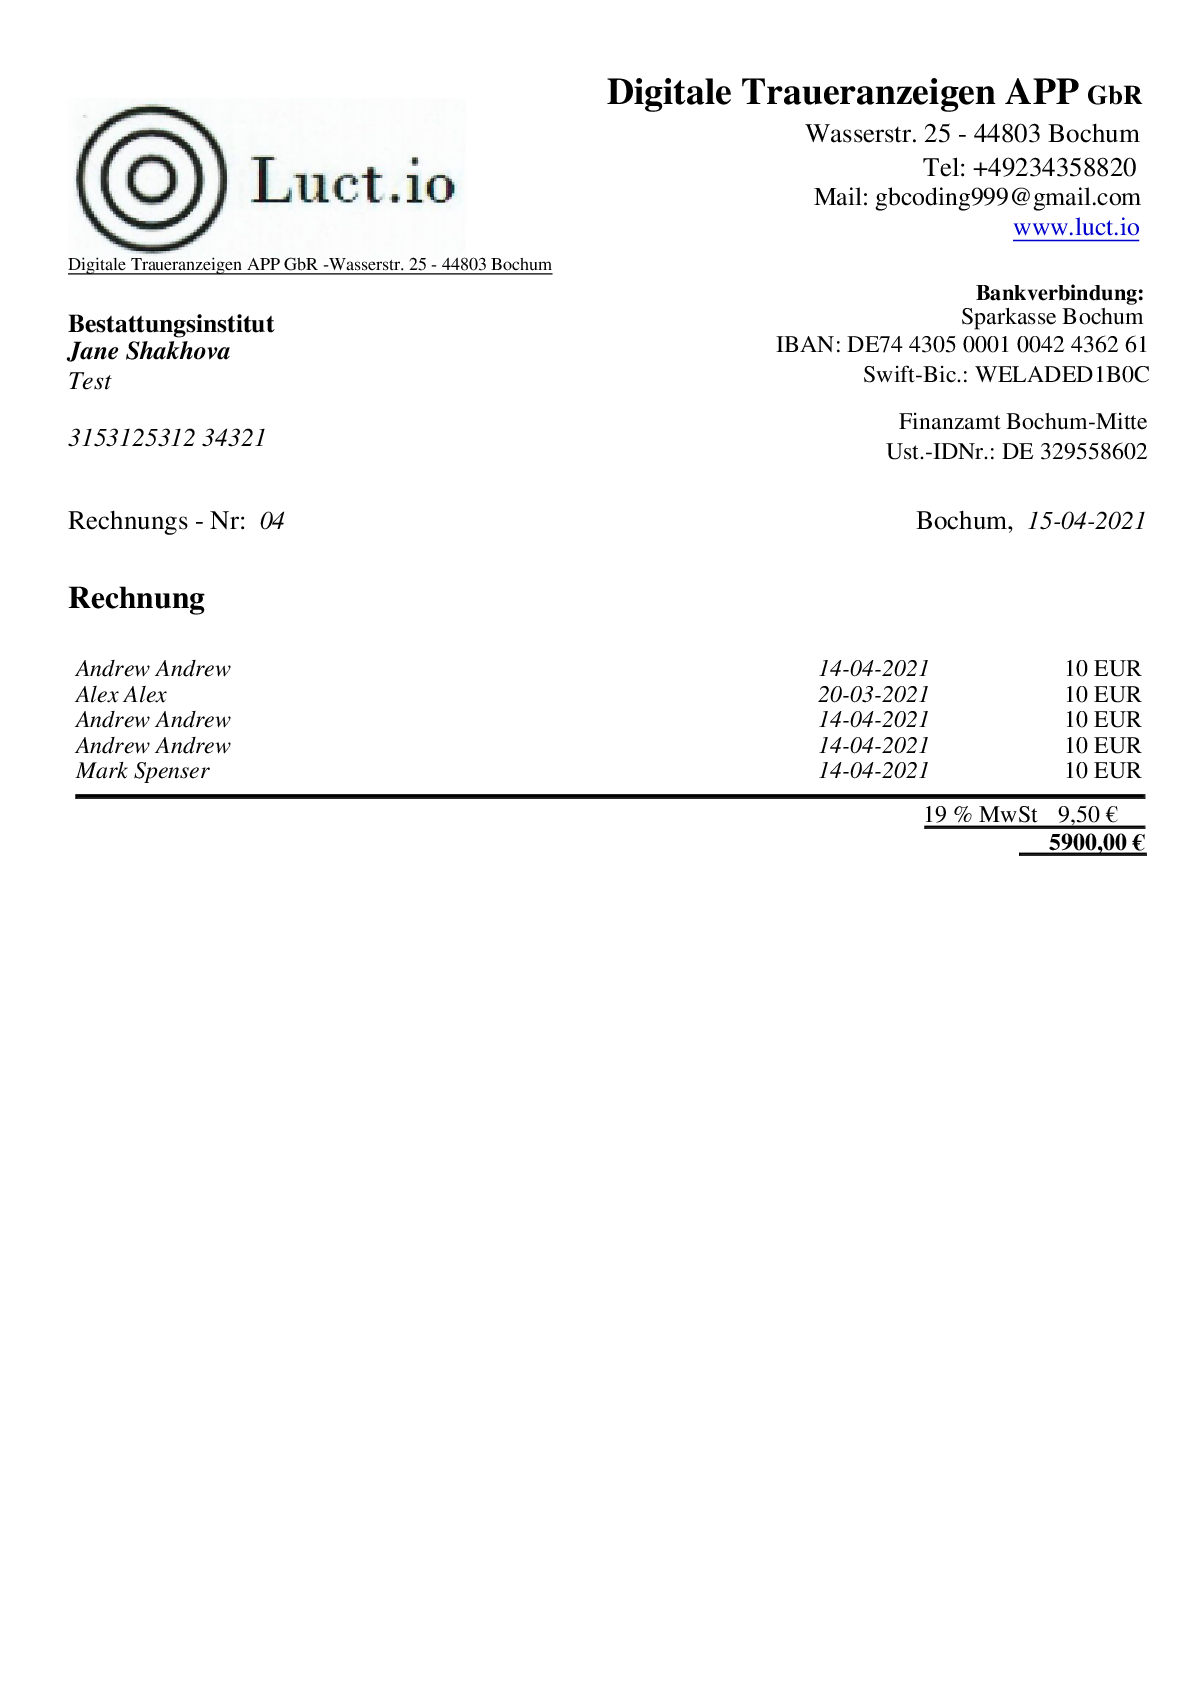 Digitale Traueranzeigen APP GbR
Wasserstr. 25 - 44803 Bochum
Tel: +49234358820
Mail: gbcoding999@gmail.com
www.luct.io
Luct.io
Digitale Traueranzeigen APP GbR -Wasserstr. 25 - 44803 Bochum
Bankverbindung:
Sparkasse Bochum
IBAN: DE74 4305 0001 0042 4362 61
Swift-Bic.: WELADED1B0C
Finanzamt Bochum-Mitte
Ust.-IDNr.: DE 329558602
Bestattungsinstitut
Jane Shakhova
Test
3153125312 34321
Rechnungs - Nr: 04 Bochum, 15-04-2021
Rechnung
Andrew Andrew 14-04-2021 10 EUR
Alex Alex 20-03-2021 10 EUR
Andrew Andrew 14-04-2021 10 EUR
Andrew Andrew 14-04-2021 10 EUR
Mark Spenser 14-04-2021 10 EUR
19 % MwSt 9,50 €
5900,00 €